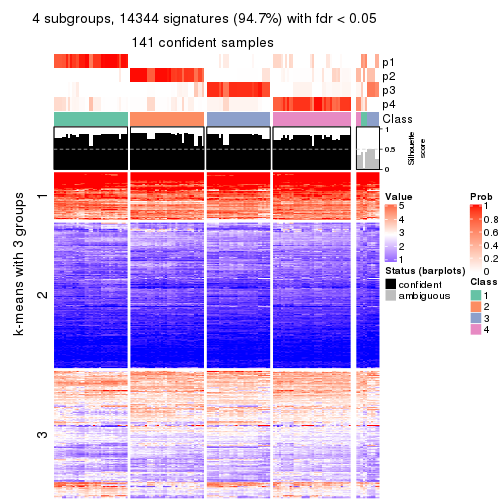 4 subgroups, 14344 signatures (94.7%) with fdr < 0.05
141 confident samples
p1
p2
p3
p4
Class
1
0.5
0
Silhouette
score
k-means with 3 groups
1
2
3
Value
5
4
3
2
1
Status (barplots)
confident
ambiguous
Prob
1
0.8
0.6
0.4
0.2
0
Class
1
2
3
4